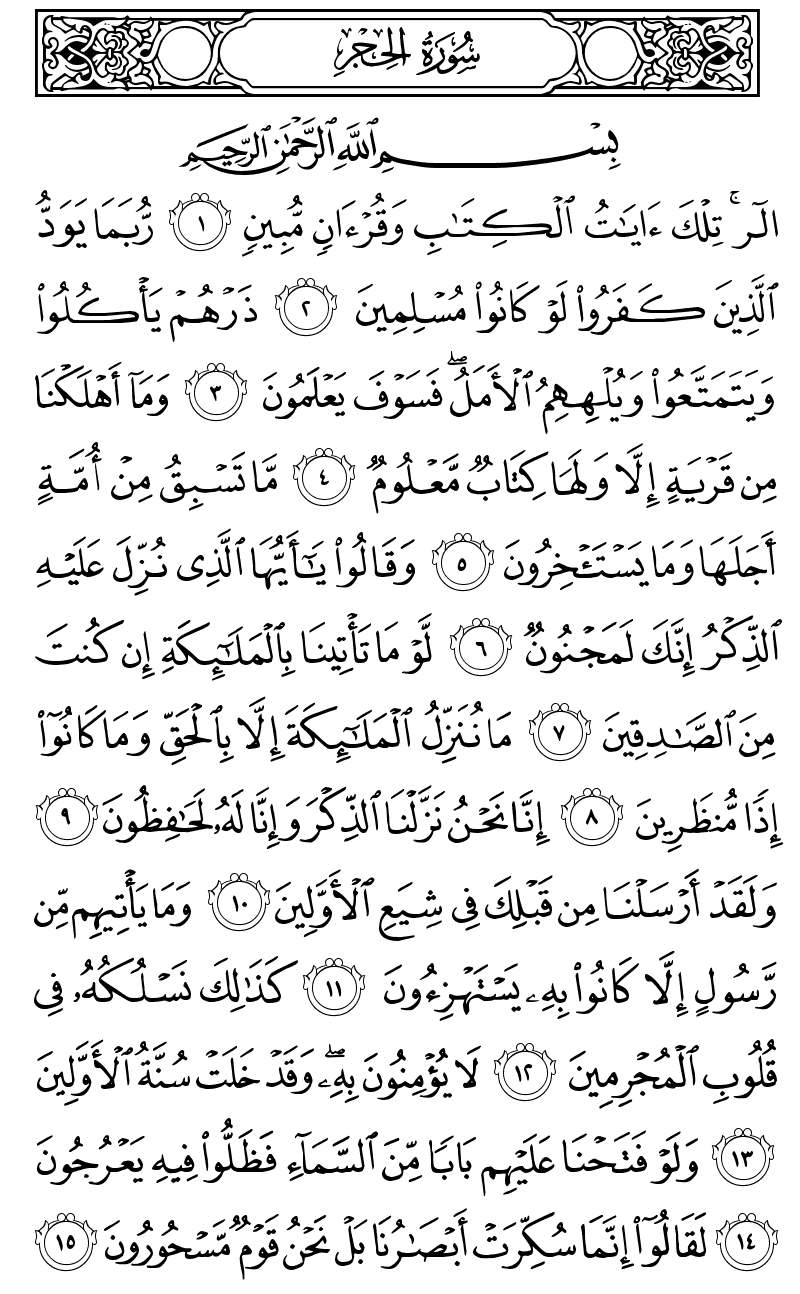 سُورَةُ الحِجْرِ
بِسْمِ ٱللَّهِ ٱلرَّحْمَٰنِ ٱلرَّحِيمِ
الٓر ۚ تِلْكَ ءَايَٰتُ ٱلْكِتَٰبِ وَقُرْءَانٍ مُّبِينٍ ١ رُّبَمَا يَوَدُّ
ٱلَّذِينَ كَفَرُوا۟ لَوْ كَانُوا۟ مُسْلِمِينَ ٢ ذَرْهُمْ يَأْكُلُوا۟
وَيَتَمَتَّعُوا۟ وَيُلْهِهِمُ ٱلْأَمَلُ ۖ فَسَوْفَ يَعْلَمُونَ ٣ وَمَآ أَهْلَكْنَا
مِن قَرْيَةٍ إِلَّا وَلَهَا كِتَابٌ مَّعْلُومٌ ٤ مَّا تَسْبِقُ مِنْ أُمَّةٍ
أَجَلَهَا وَمَا يَسْتَـْٔخِرُونَ ٥ وَقَالُوا۟ يَٰٓأَيُّهَا ٱلَّذِى نُزِّلَ عَلَيْهِ
ٱلذِّكْرُ إِنَّكَ لَمَجْنُونٌ ٦ لَّوْ مَا تَأْتِينَا بِٱلْمَلَٰٓئِكَةِ إِن كُنتَ
مِنَ ٱلصَّٰدِقِينَ ٧ مَا نُنَزِّلُ ٱلْمَلَٰٓئِكَةَ إِلَّا بِٱلْحَقِّ وَمَا كَانُوٓا۟
إِذًا مُّنظَرِينَ ٨ إِنَّا نَحْنُ نَزَّلْنَا ٱلذِّكْرَ وَإِنَّا لَهُۥ لَحَٰفِظُونَ ٩
وَلَقَدْ أَرْسَلْنَا مِن قَبْلِكَ فِى شِيَعِ ٱلْأَوَّلِينَ ١٠ وَمَا يَأْتِيهِم مِّن
رَّسُولٍ إِلَّا كَانُوا۟ بِهِۦ يَسْتَهْزِءُونَ ١١ كَذَٰلِكَ نَسْلُكُهُۥ فِى
قُلُوبِ ٱلْمُجْرِمِينَ ١٢ لَا يُؤْمِنُونَ بِهِۦ ۖ وَقَدْ خَلَتْ سُنَّةُ ٱلْأَوَّلِينَ
١٣ وَلَوْ فَتَحْنَا عَلَيْهِم بَابًا مِّنَ ٱلسَّمَآءِ فَظَلُّوا۟ فِيهِ يَعْرُجُونَ
١٤ لَقَالُوٓا۟ إِنَّمَا سُكِّرَتْ أَبْصَٰرُنَا بَلْ نَحْنُ قَوْمٌ مَّسْحُورُونَ ١٥